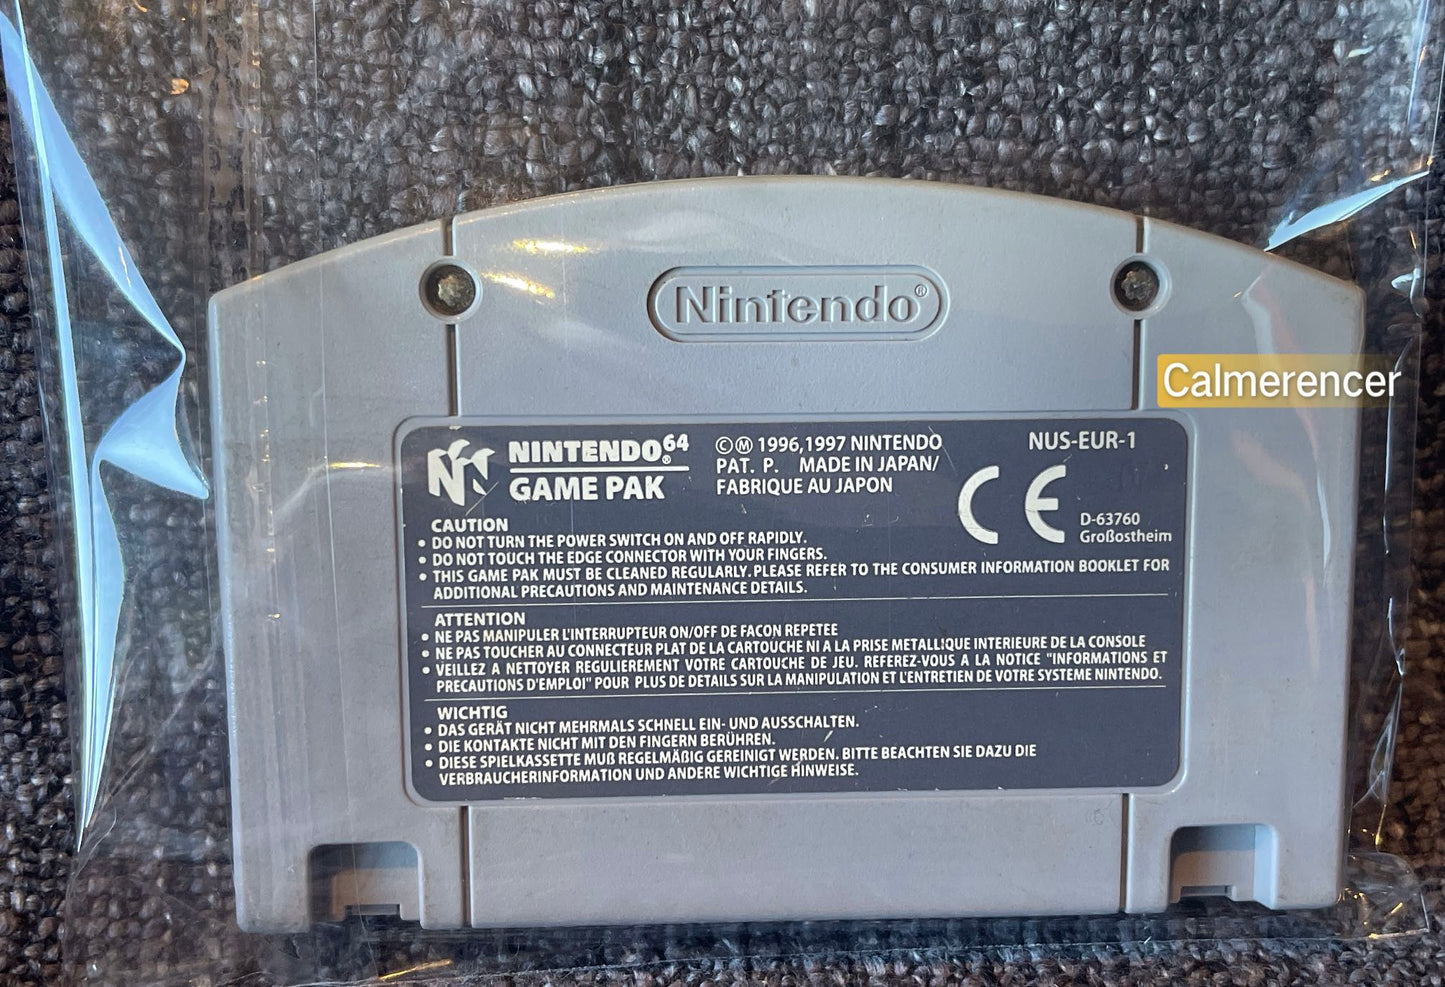 Nintendo®
Calmerencer
NINTENDO®64
GAME PAK
©Ⓜ 1996,1997 NINTENDO
PAT. P. MADE IN JAPAN/
FABRIQUE AU JAPON
NUS-EUR-1
CE
D-63760
Großostheim
CAUTION
• DO NOT TURN THE POWER SWITCH ON AND OFF RAPIDLY.
• DO NOT TOUCH THE EDGE CONNECTOR WITH YOUR FINGERS.
• THIS GAME PAK MUST BE CLEANED REGULARLY.PLEASE REFER TO THE CONSUMER INFORMATION BOOKLET FOR
ADDITIONAL PRECAUTIONS AND MAINTENANCE DETAILS.
ATTENTION
• NE PAS MANIPULER L'INTERRUPTEUR ON/OFF DE FACON REPETEE
• NE PAS TOUCHER AU CONNECTEUR PLAT DE LA CARTOUCHE NI A LA PRISE METALLIQUE INTERIEURE DE LA CONSOLE
• VEILLEZ A NETTOYER REGULIEREMENT VOTRE CARTOUCHE DE JEU. REFEREZ-VOUS A LA NOTICE "INFORMATIONS ET
PRECAUTIONS D'EMPLOI" POUR PLUS DE DETAILS SUR LA MANIPULATION ET L'ENTRETIEN DE VOTRE SYSTEME NINTENDO.
WICHTIG
• DAS GERÄT NICHT MEHRMALS SCHNELL EIN- UND AUSSCHALTEN.
• DIE KONTAKTE NICHT MIT DEN FINGERN BERÜHREN.
• DIESE SPIELKASSETTE MUß REGELMÄßIG GEREINIGT WERDEN. BITTE BEACHTEN SIE DAZU DIE
VERBRAUCHERINFORMATION UND ANDERE WICHTIGE HINWEISE.